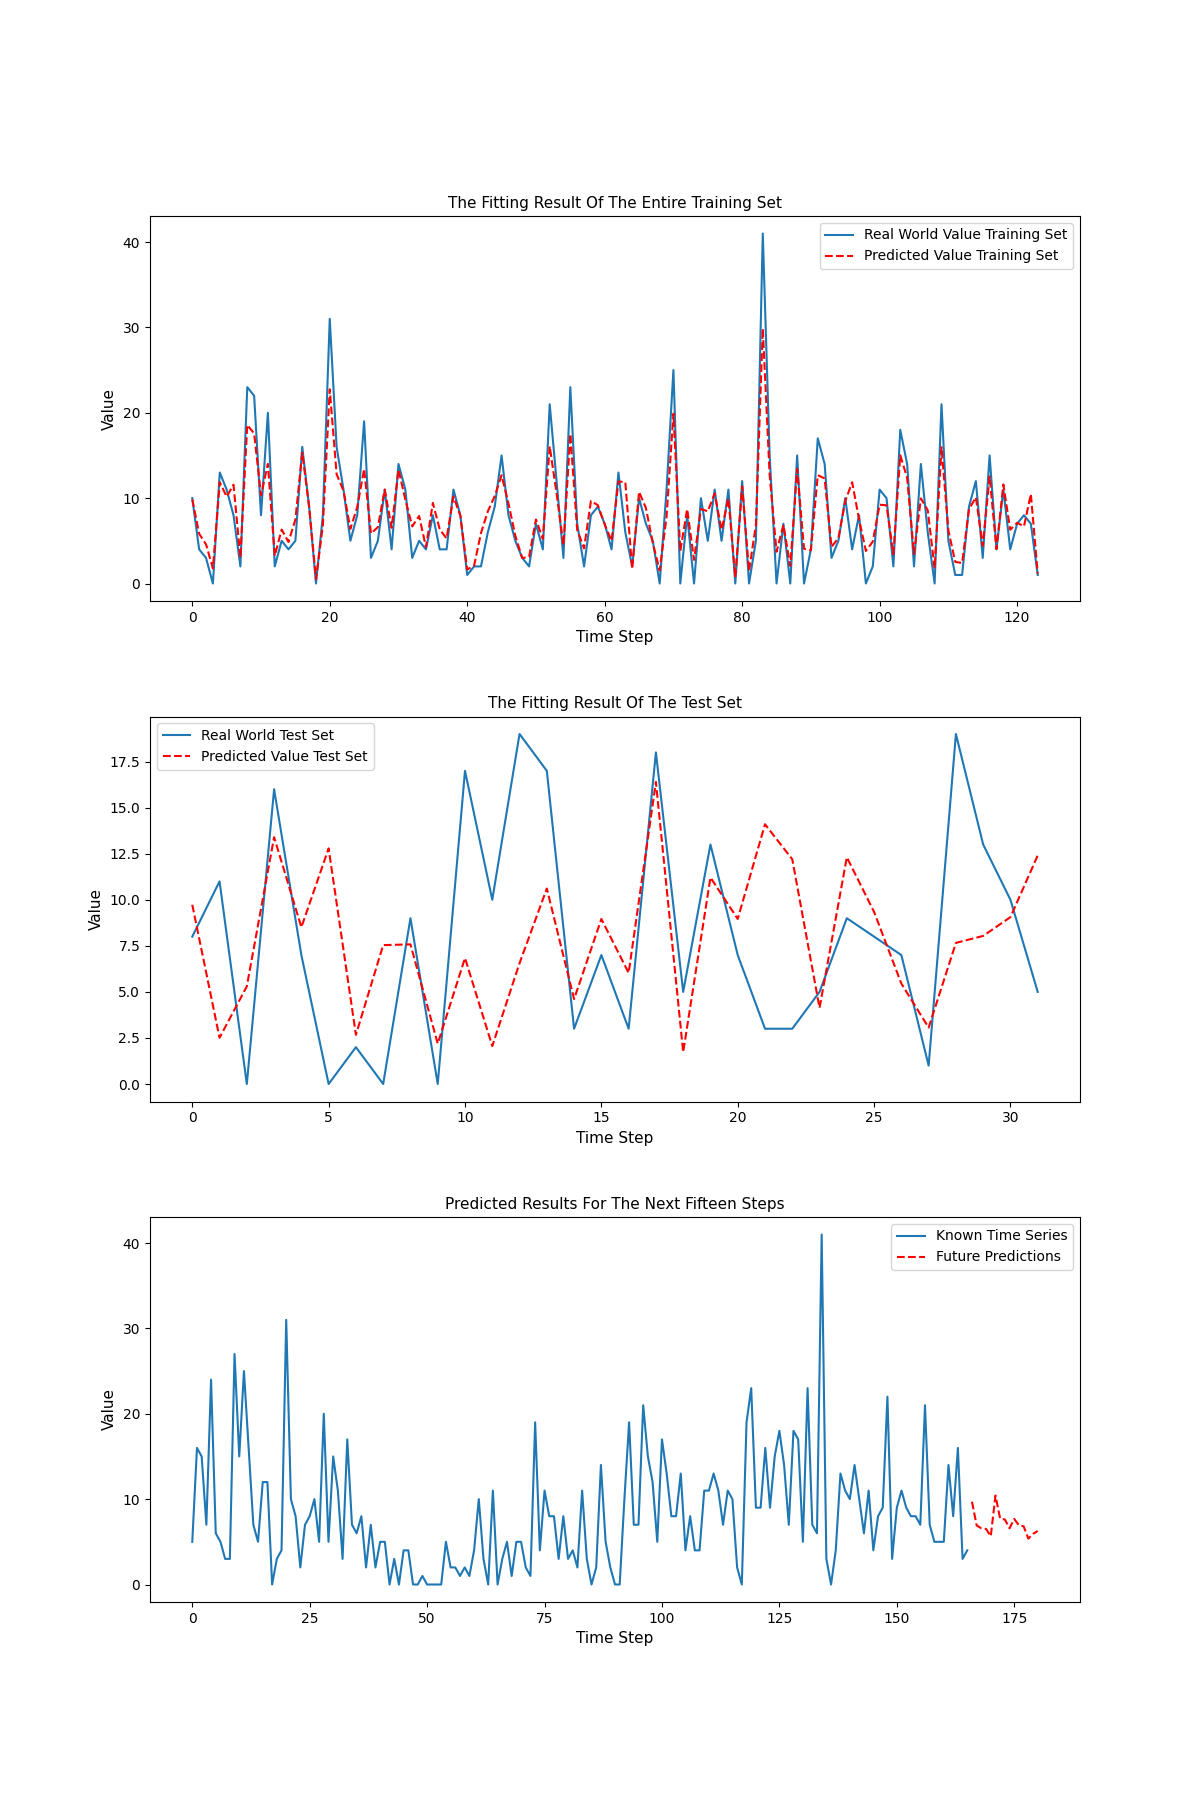 The Fitting Result Of The Entire Training Set
Real World Value Training Set
Predicted Value Training Set
40
30
20
10
0
Value
0 20 40 60 80 100 120
Time Step
The Fitting Result Of The Test Set
Real World Test Set
Predicted Value Test Set
17.5
15.0
12.5
10.0
7.5
5.0
2.5
0.0
Value
0 5 10 15 20 25 30
Time Step
Predicted Results For The Next Fifteen Steps
Known Time Series
Future Predictions
40
30
20
10
0
Value
0 25 50 75 100 125 150 175
Time Step